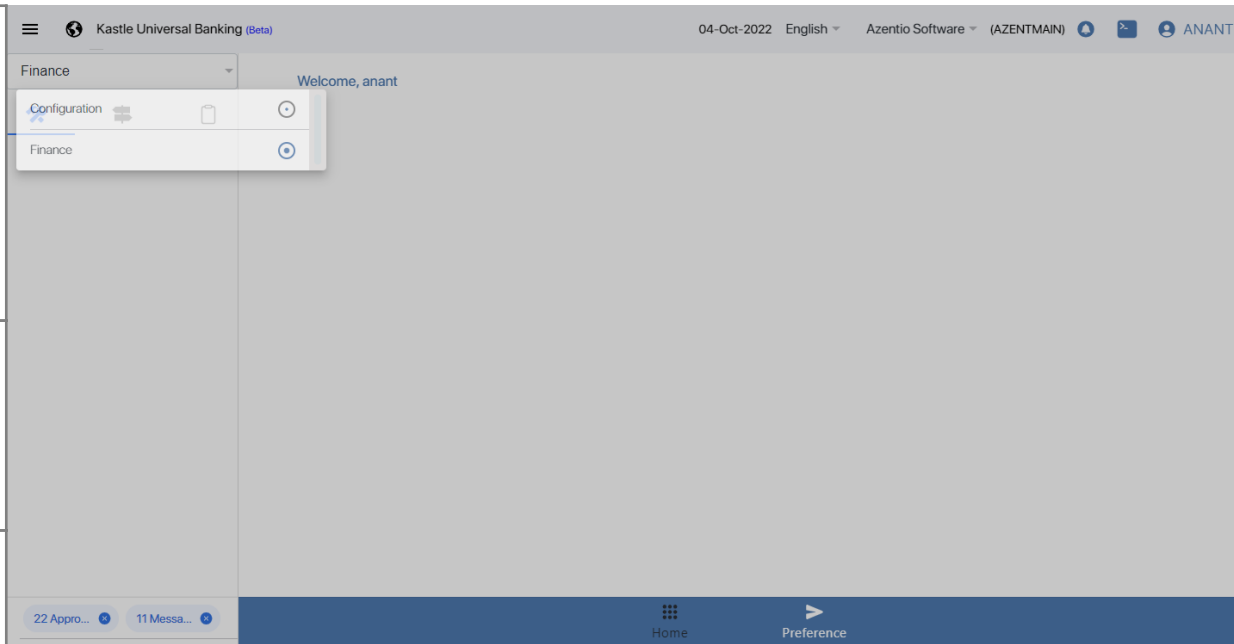 Kastle Universal Banking (Beta) 04-Oct-2022 English Azentio Software (AZENTMAIN) ANANT
Finance
Welcome, anant
Configuration
Finance
22 Appro... 11 Messa...
Home Preference